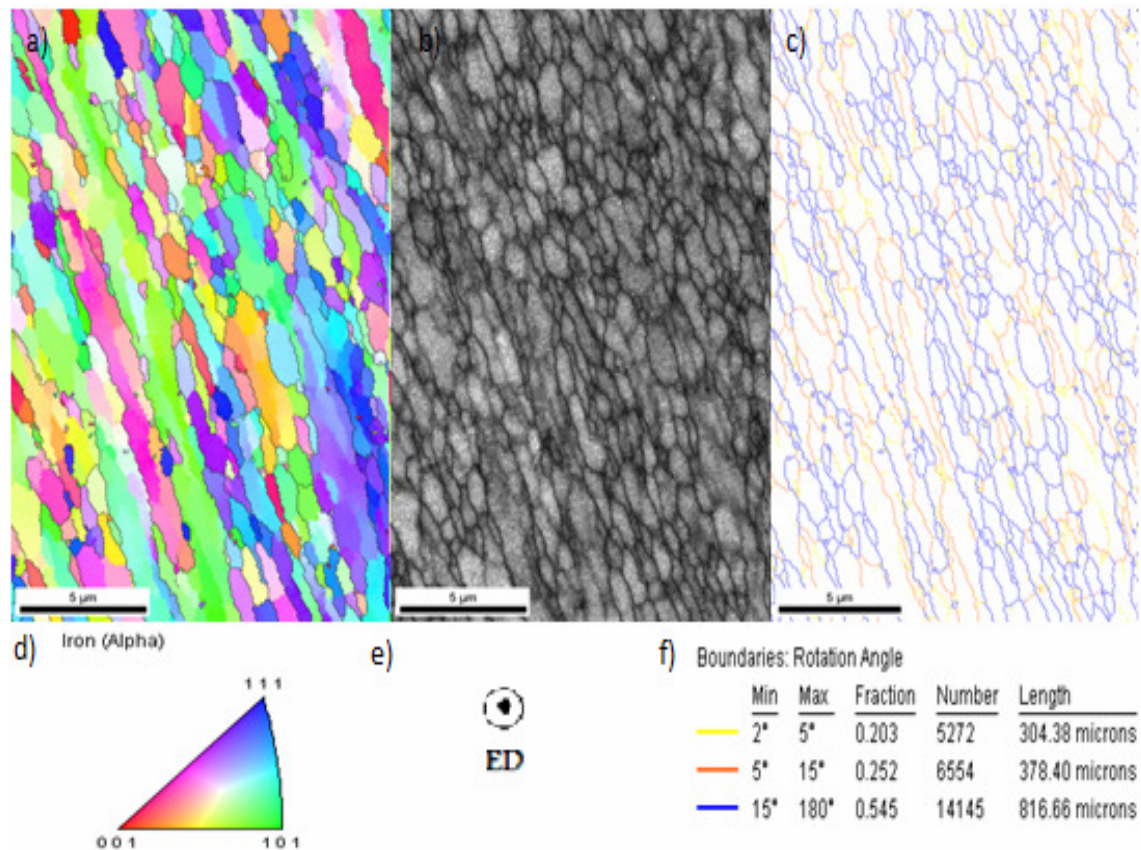 a)
b)
c)
5 µm
5 µm
5 µm
d) Iron (Alpha)
1 1 1
0 0 1
1 0 1
e)
ED
f) Boundaries: Rotation Angle
Min Max Fraction Number Length
2° 5° 0.203 5272 304.38 microns
5° 15° 0.252 6554 378.40 microns
15° 180° 0.545 14145 816.66 microns